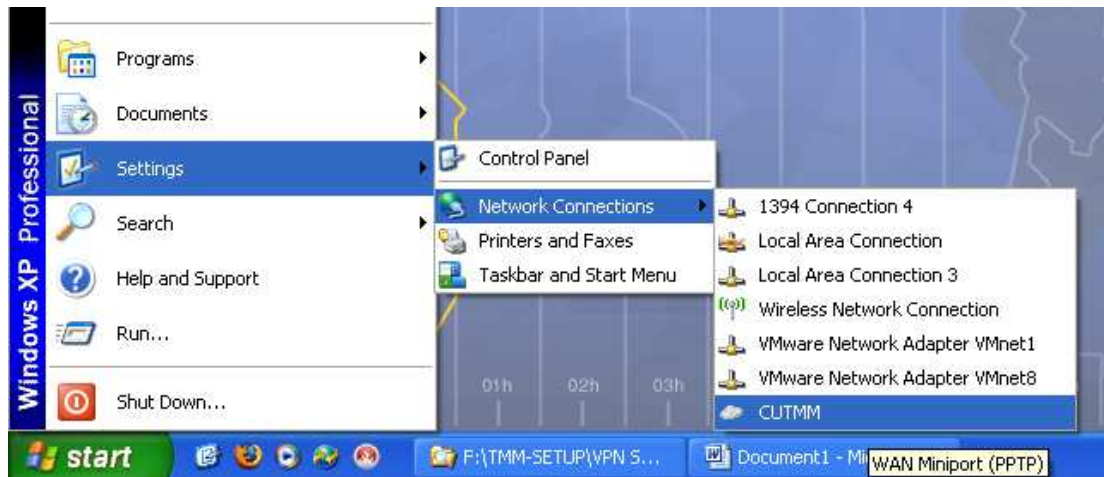 Windows XP Professional
Programs
Documents
Settings
Search
Help and Support
Run...
Shut Down...
Control Panel
Network Connections
Printers and Faxes
Taskbar and Start Menu
1394 Connection 4
Local Area Connection
Local Area Connection 3
Wireless Network Connection
VMware Network Adapter VMnet1
VMware Network Adapter VMnet8
CUTMM
01h 02h 03h
start
F:\TMM-SETUP\VPN S...
Document1 - Mi
WAN Miniport (PPTP)